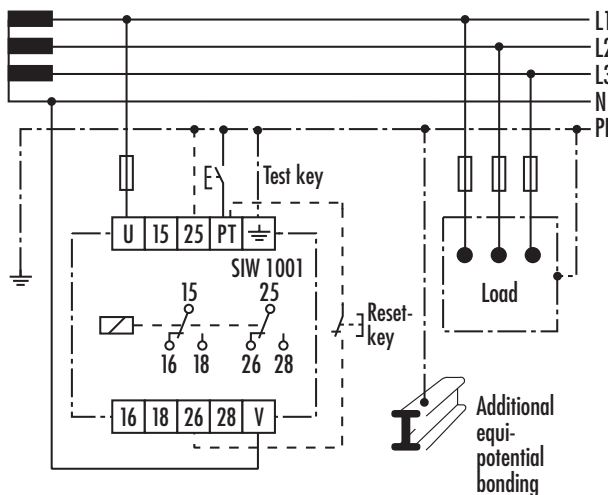 L1
L2
L3
N
P
Test key
U 15 25 PT
SIW 1001
15 25
16 18 26 28
Reset-
key
Load
16 18 26 28 V
Additional
equi-
potential
bonding